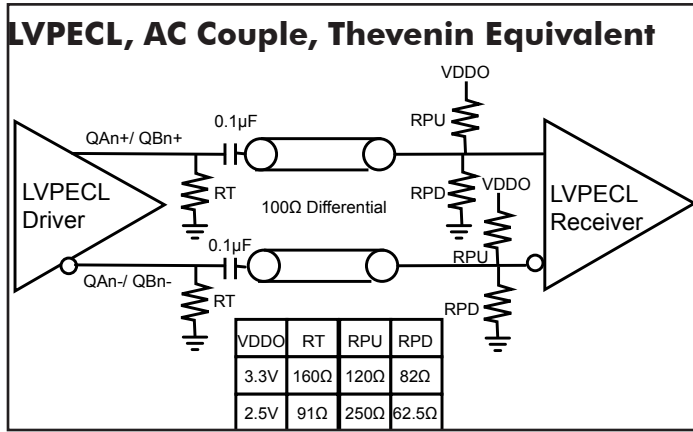 LVPECL, AC Couple, Thevenin Equivalent
VDDO
0.1µF
QAn+/ QBn+
RPU
LVPECL
Driver
RT
100Ω Differential
RPD
VDDO
LVPECL
Receiver
0.1µF
RPU
QAn-/ QBn-
RT
RPD
VDDO RT RPU RPD
3.3V 160Ω 120Ω 82Ω
2.5V 91Ω 250Ω 62.5Ω